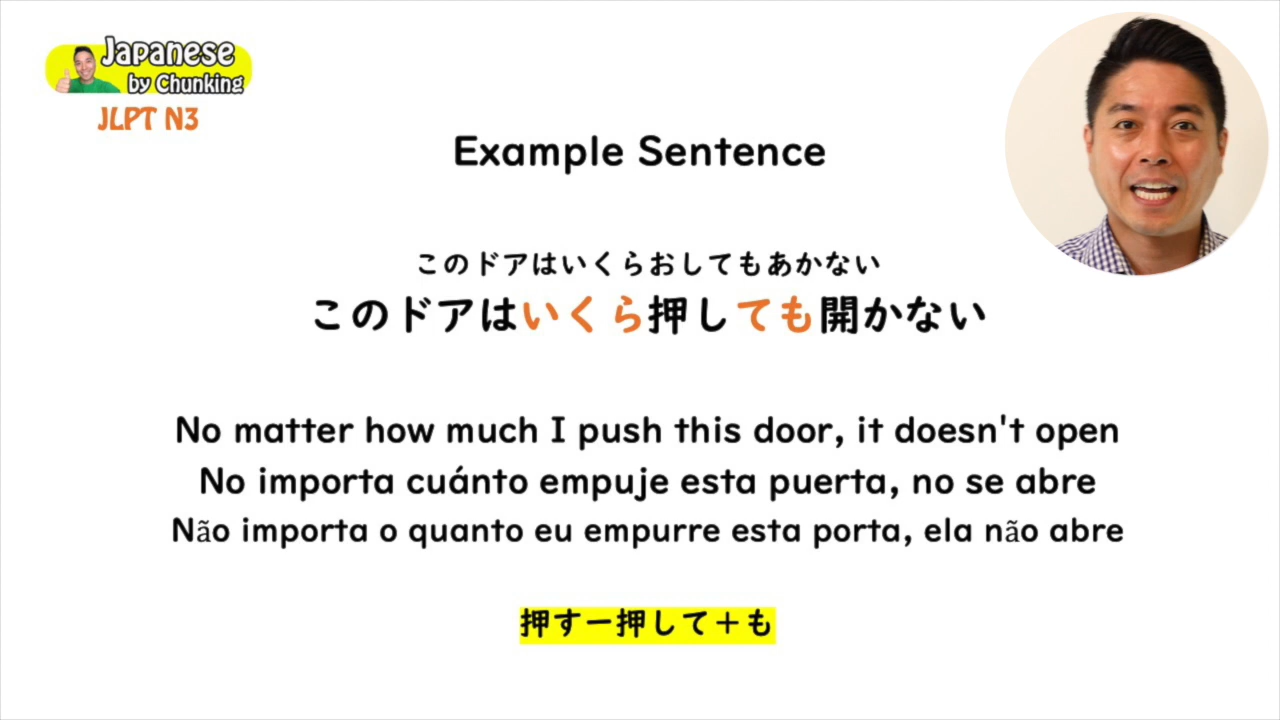 Japanese
by Chunking
JLPT N3
Example Sentence
このドアはいくらおしてもあかない
このドアはいくら押しても開かない
No matter how much I push this door, it doesn't open
No importa cuánto empuje esta puerta, no se abre
Não importa o quanto eu empurre esta porta, ela não abre
押すー押して＋も